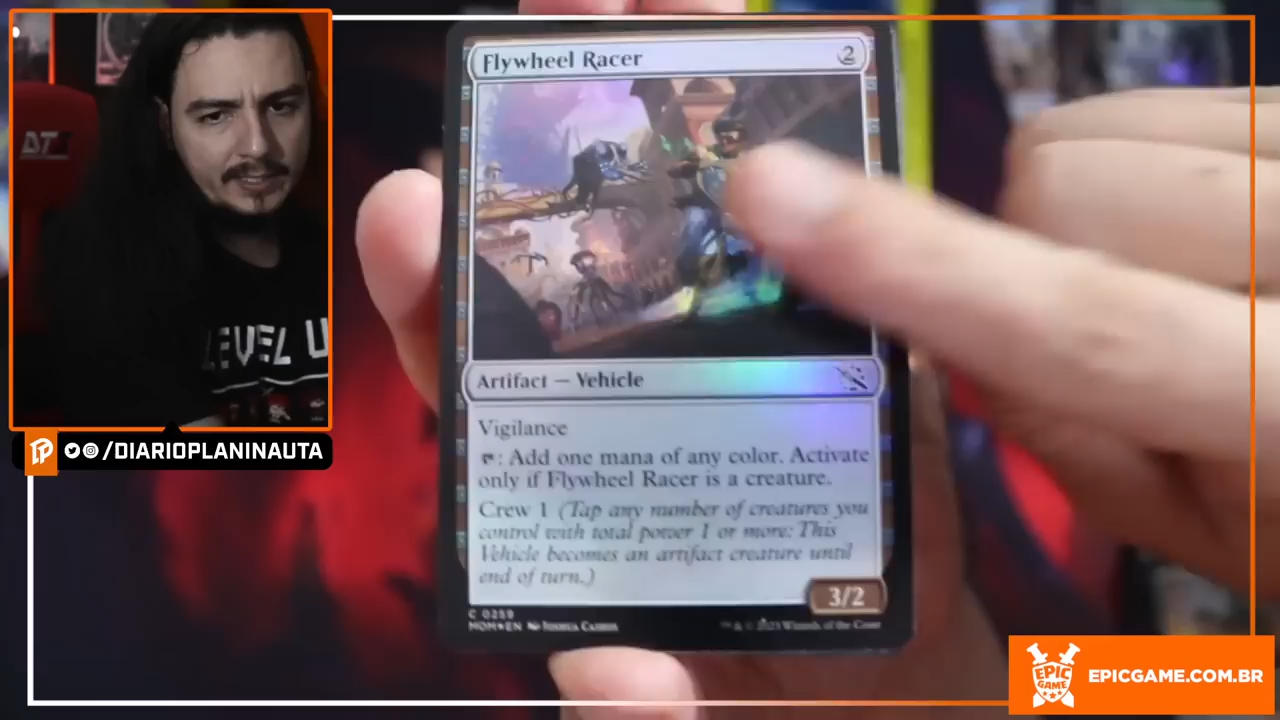 Flywheel Racer 2
Artifact — Vehicle
Vigilance
: Add one mana of any color. Activate
only if Flywheel Racer is a creature.
Crew 1 (Tap any number of creatures you
control with total power 1 or more: This
Vehicle becomes an artifact creature until
end of turn.)
3/2
C 0259
MOM EN Joshua Cairos
™ & © 2023 Wizards of the Coast
LEVEL U
/DIARIOPLANINAUTA
EPIC
GAME
EPICGAME.COM.BR